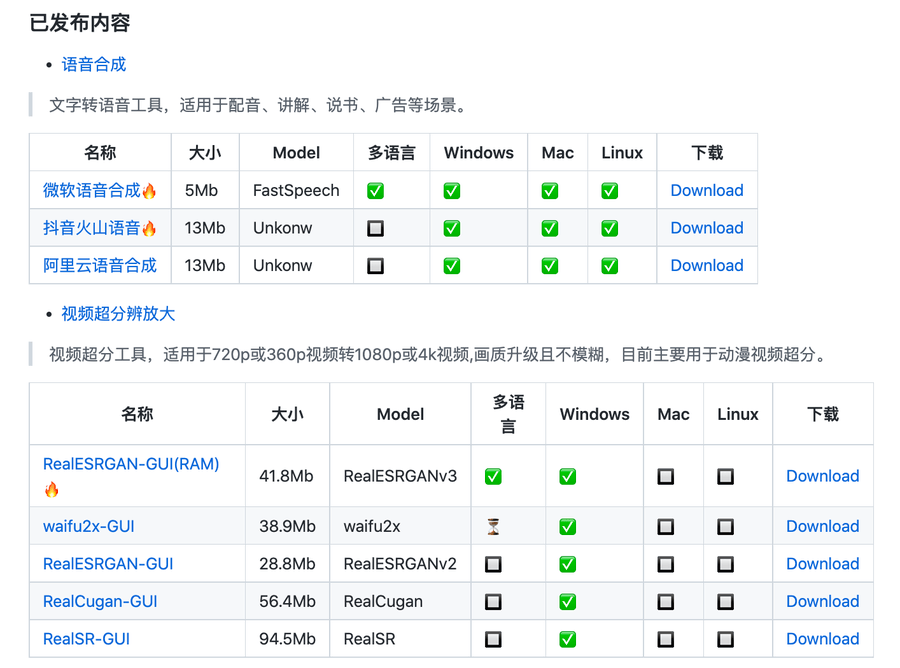 已发布内容
语音合成
文字转语音工具，适用于配音、讲解、说书、广告等场景。
名称 大小 Model 多语言 Windows Mac Linux 下载
微软语音合成🔥 5Mb FastSpeech ✅ ✅ ✅ ✅ Download
抖音火山语音🔥 13Mb Unkonw 🔲 ✅ ✅ ✅ Download
阿里云语音合成 13Mb Unkonw 🔲 ✅ ✅ ✅ Download
视频超分辨放大
视频超分工具，适用于720p或360p视频转1080p或4k视频,画质升级且不模糊，目前主要用于动漫视频超分。
名称 大小 Model 多语言 Windows Mac Linux 下载
RealESRGAN-GUI(RAM)🔥 41.8Mb RealESRGANv3 ✅ ✅ 🔲 🔲 Download
waifu2x-GUI 38.9Mb waifu2x ⏳ ✅ 🔲 🔲 Download
RealESRGAN-GUI 28.8Mb RealESRGANv2 🔲 ✅ 🔲 🔲 Download
RealCugan-GUI 56.4Mb RealCugan 🔲 ✅ 🔲 🔲 Download
RealSR-GUI 94.5Mb RealSR 🔲 ✅ 🔲 🔲 Download